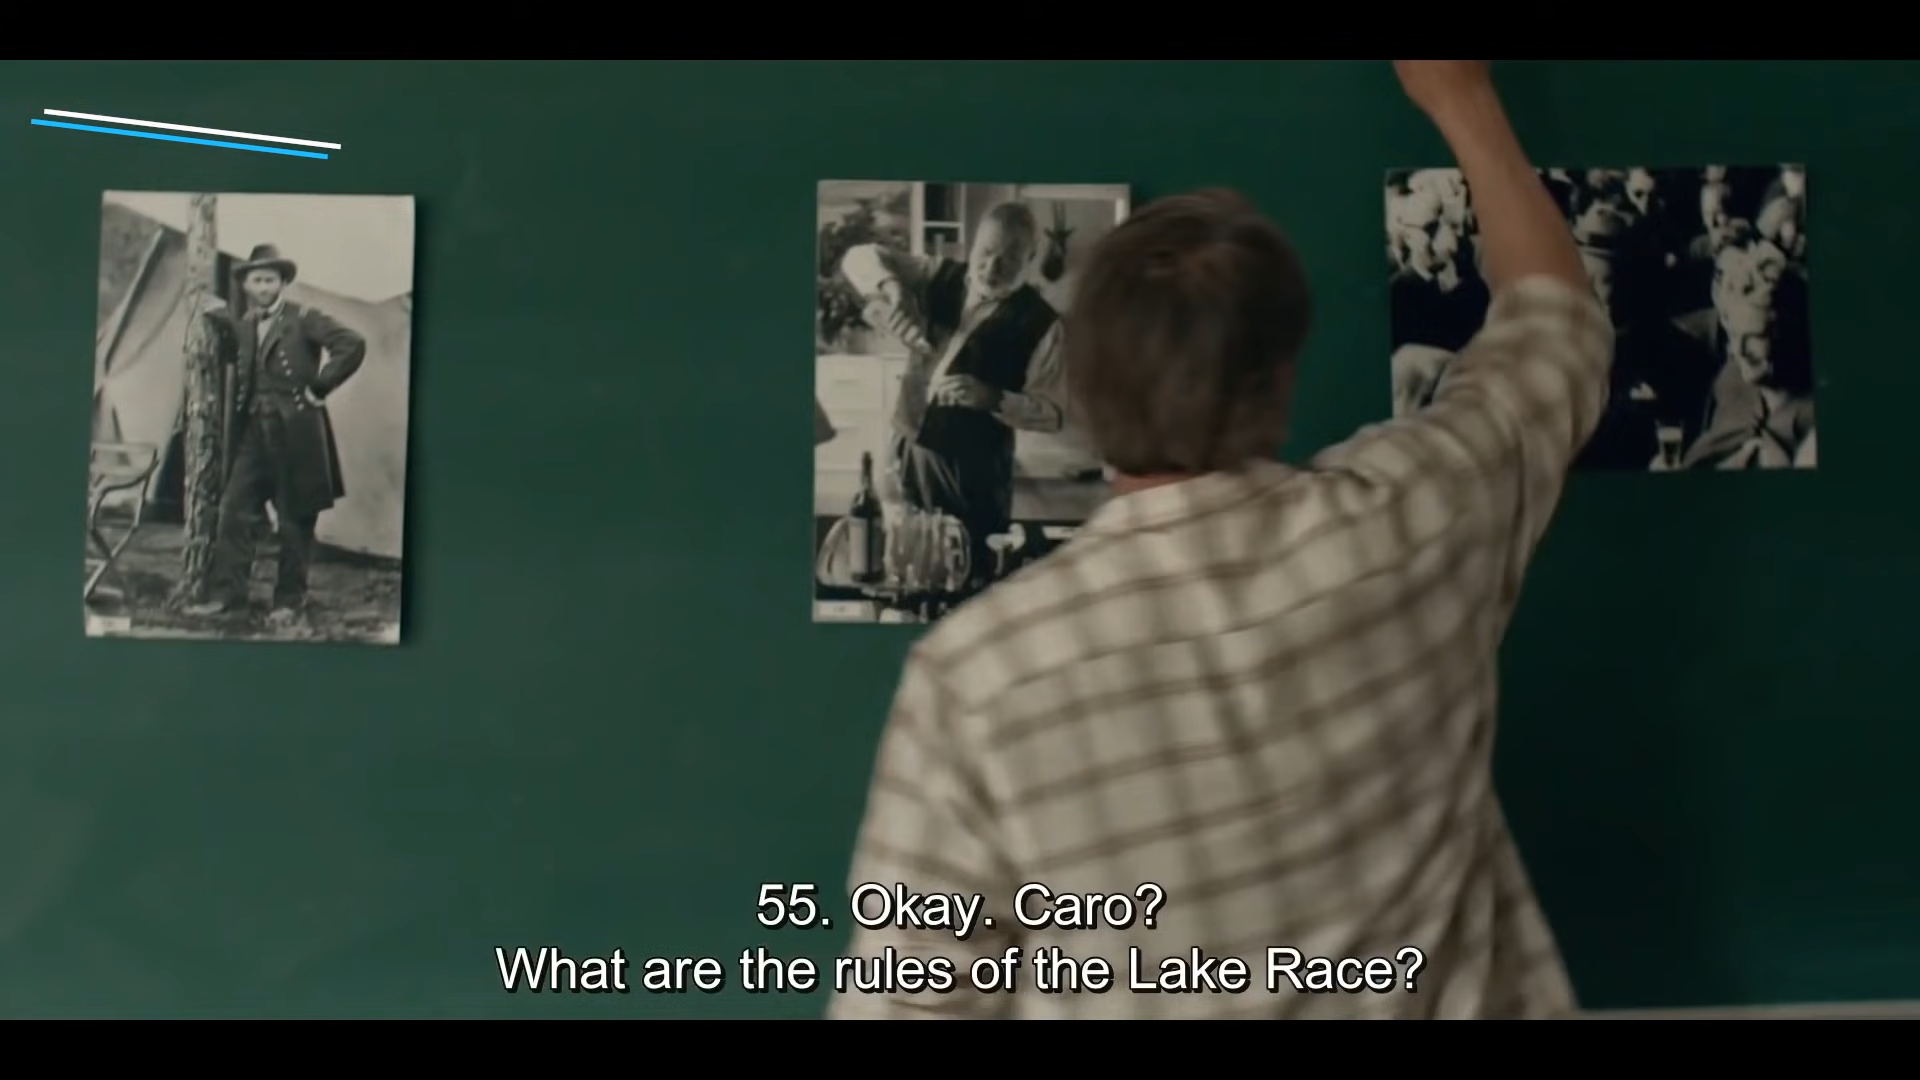 55. Okay. Caro?
What are the rules of the Lake Race?